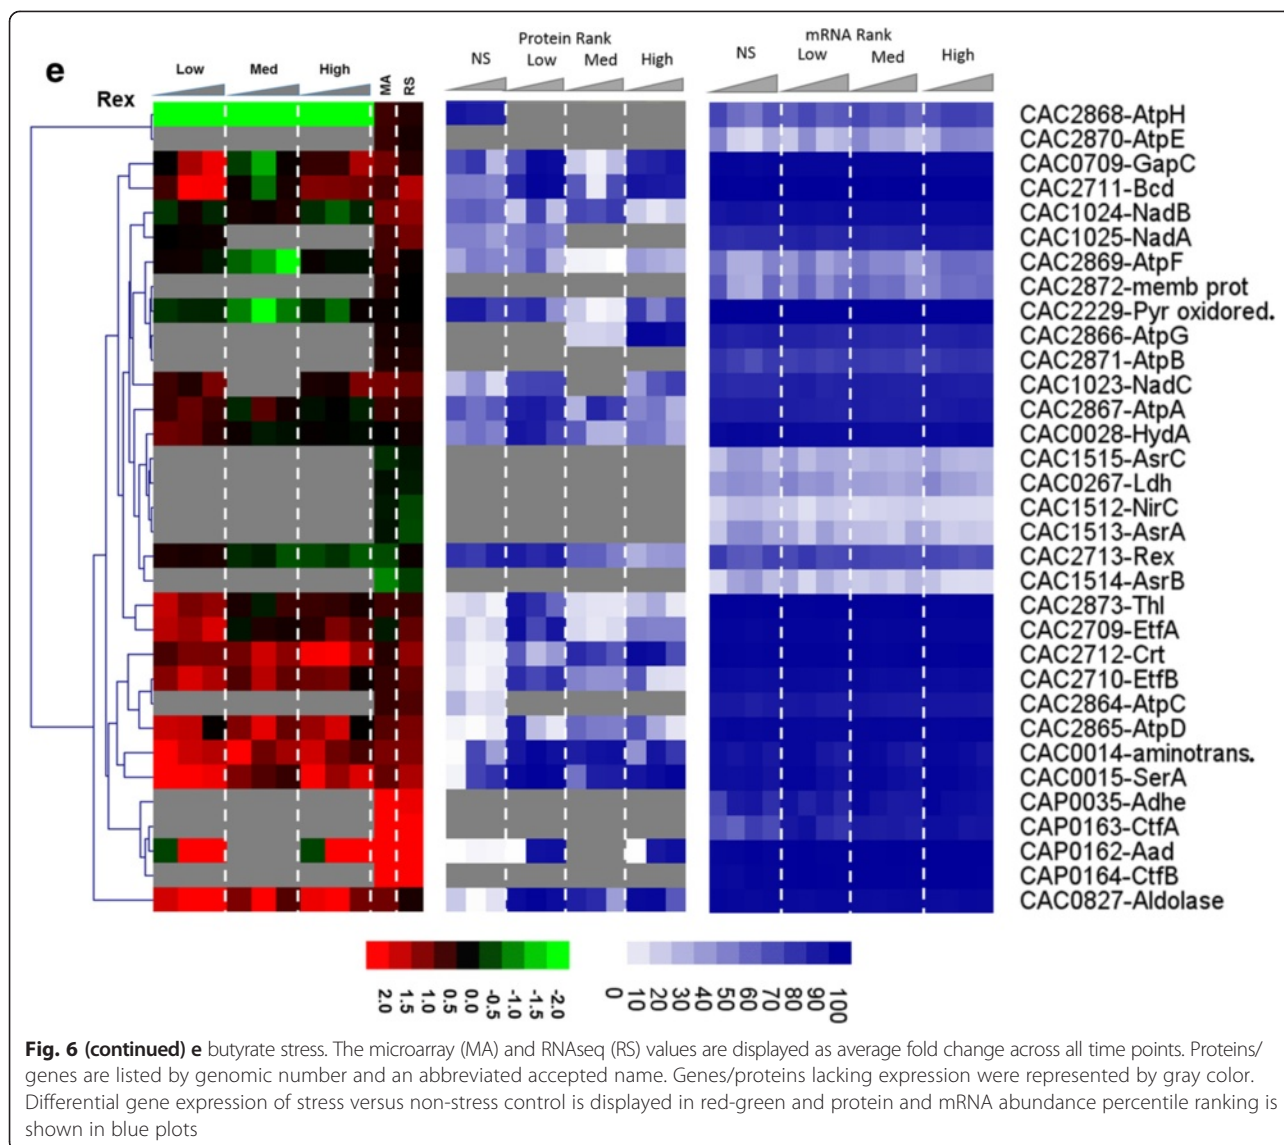 e
Rex
Low Med High MA RS
Protein Rank
NS Low Med High
mRNA Rank
NS Low Med High
CAC2868-AtpH
CAC2870-AtpE
CAC0709-GapC
CAC2711-Bcd
CAC1024-NadB
CAC1025-NadA
CAC2869-AtpF
CAC2872-memb prot
CAC2229-Pyr oxidored.
CAC2866-AtpG
CAC2871-AtpB
CAC1023-NadC
CAC2867-AtpA
CAC0028-HydA
CAC1515-AsrC
CAC0267-Ldh
CAC1512-NirC
CAC1513-AsrA
CAC2713-Rex
CAC1514-AsrB
CAC2873-Thl
CAC2709-EtfA
CAC2712-Crt
CAC2710-EtfB
CAC2864-AtpC
CAC2865-AtpD
CAC0014-aminotrans.
CAC0015-SerA
CAP0035-Adhe
CAP0163-CtfA
CAP0162-Aad
CAP0164-CtfB
CAC0827-Aldolase
2.0 1.5 1.0 0.5 0.0 -0.5 -1.0 -1.5 -2.0
0 10 20 30 40 50 60 70 80 90 100
Fig. 6 (continued) e butyrate stress. The microarray (MA) and RNAseq (RS) values are displayed as average fold change across all time points. Proteins/
genes are listed by genomic number and an abbreviated accepted name. Genes/proteins lacking expression were represented by gray color.
Differential gene expression of stress versus non-stress control is displayed in red-green and protein and mRNA abundance percentile ranking is
shown in blue plots